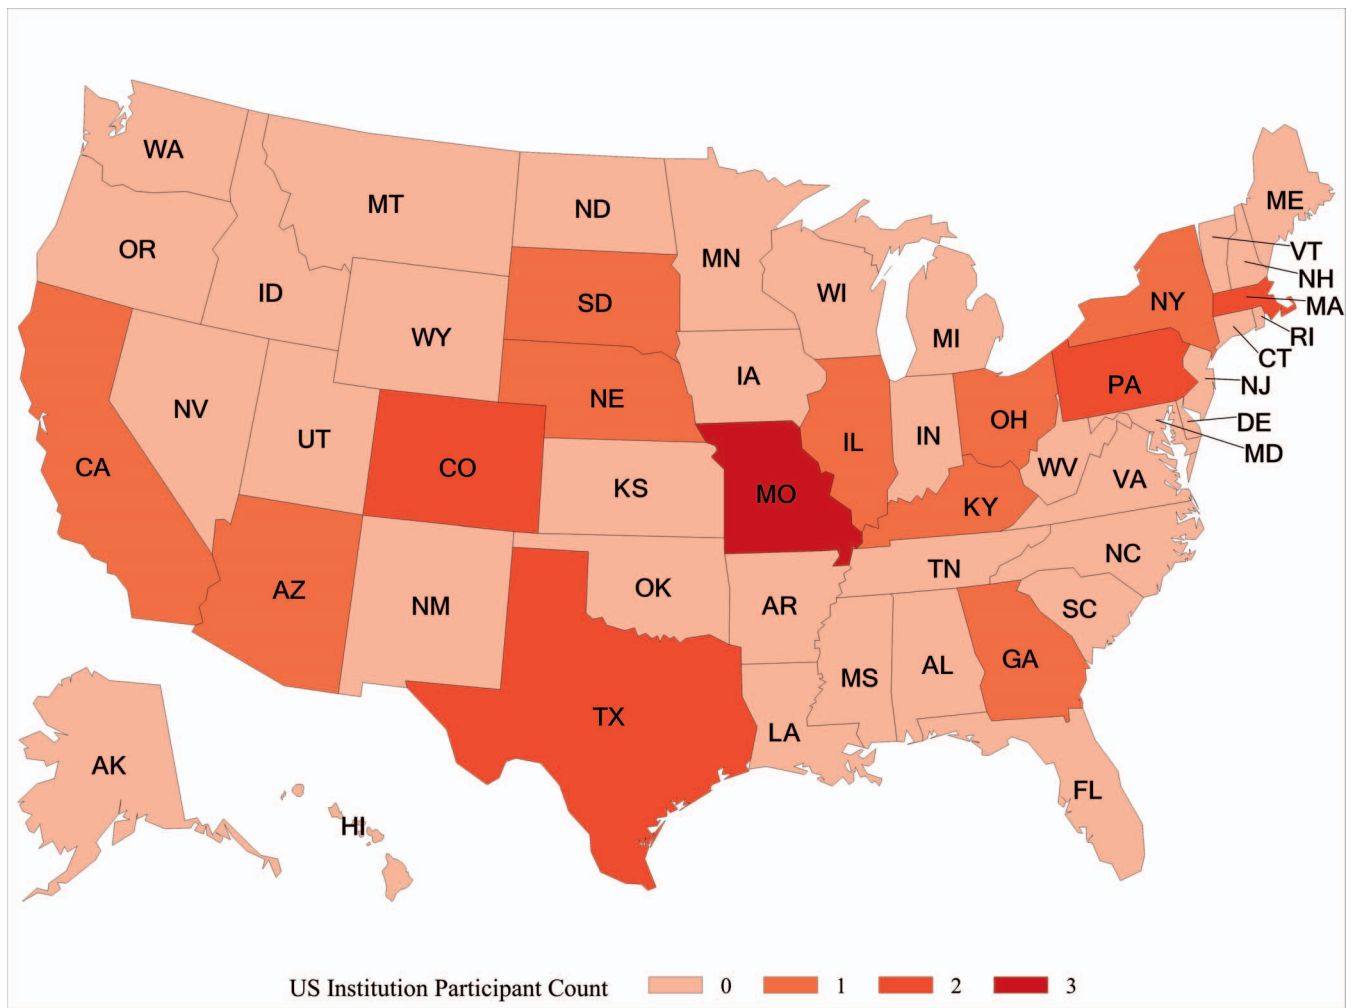 WA
MT
ND
ME
OR
MN
VT
ID
WI
NH
SD
NY
MA
WY
MI
RI
CT
IA
PA
NJ
NV
NE
OH
DE
UT
IL
IN
MD
CA
CO
KS
MO
WV
VA
KY
AZ
NM
OK
AR
TN
NC
SC
GA
MS
AL
TX
LA
AK
FL
HI
US Institution Participant Count 0 1 2 3